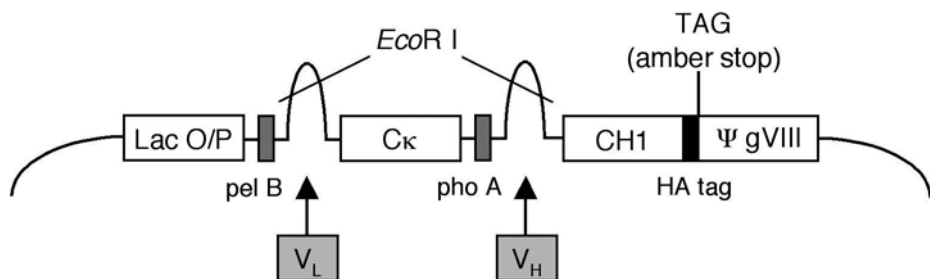 EcoR I
TAG
(amber stop)
Lac O/P
Cκ
CH1
Ψ gVIII
pel B
pho A
HA tag
VL
VH